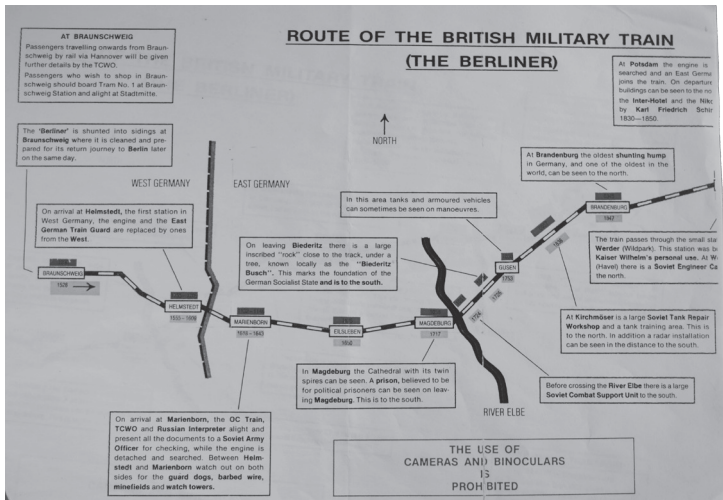 ROUTE OF THE BRITISH MILITARY TRAIN
(THE BERLINER)
AT BRAUNSCHWEIG
Passengers travelling onwards from Braun-
schweig by rail via Hannover will be given
further details by the TCWO.
Passengers who wish to shop in Braun-
schweig should board Tram No. 1 at Braun-
schweig Station and alight at Stadtmitte.
At Potsdam the engine is
searched and an East Germ
joins the train. On departur
buildings can be seen to the no
the Inter-Hotel and the Niko
by Karl Friedrich Schir
1830—1850.
The 'Berliner' is shunted into sidings at
Braunschweig where it is cleaned and pre-
pared for its return journey to Berlin later
on the same day.
NORTH
At Brandenburg the oldest shunting hump
in Germany, and one of the oldest in the
world, can be seen to the north.
WEST GERMANY
EAST GERMANY
In this area tanks and armoured vehicles
can sometimes be seen on manoeuvres.
On arrival at Helmstedt, the first station in
West Germany, the engine and the East
German Train Guard are replaced by ones
from the West.
BRANDENBURG
1947
On leaving Biederitz there is a large
inscribed "rock" close to the track, under a
tree, known locally as the "Biederitz
Busch". This marks the foundation of the
German Socialist State and is to the south.
The train passes through the small sta
Werder (Wildpark). This station was b
Kaiser Wilhelm's personal use. At W
(Havel) there is a Soviet Engineer Ca
the north.
1836
BRAUNSCHWEIG
1528
GUSEN
1753
HELMSTEDT
MARIENBORN
EILSLEBEN
MAGDEBURG
1717
At Kirchmöser is a large Soviet Tank Repair
Workshop and a tank training area. This is
to the north. In addition a radar installation
can be seen in the distance to the south.
In Magdeburg the Cathedral with its twin
spires can be seen. A prison, believed to be
for political prisoners can be seen on leav-
ing Magdeburg. This is to the south.
Before crossing the River Elbe there is a large
Soviet Combat Support Unit to the south.
RIVER ELBE
On arrival at Marienborn, the OC Train,
TCWO and Russian Interpreter alight and
present all the documents to a Soviet Army
Officer for checking, while the engine is
detached and searched. Between Helm-
stedt and Marienborn watch out on both
sides for the guard dogs, barbed wire,
minefields and watch towers.
THE USE OF
CAMERAS AND BINOCULARS
IS
PROHIBITED